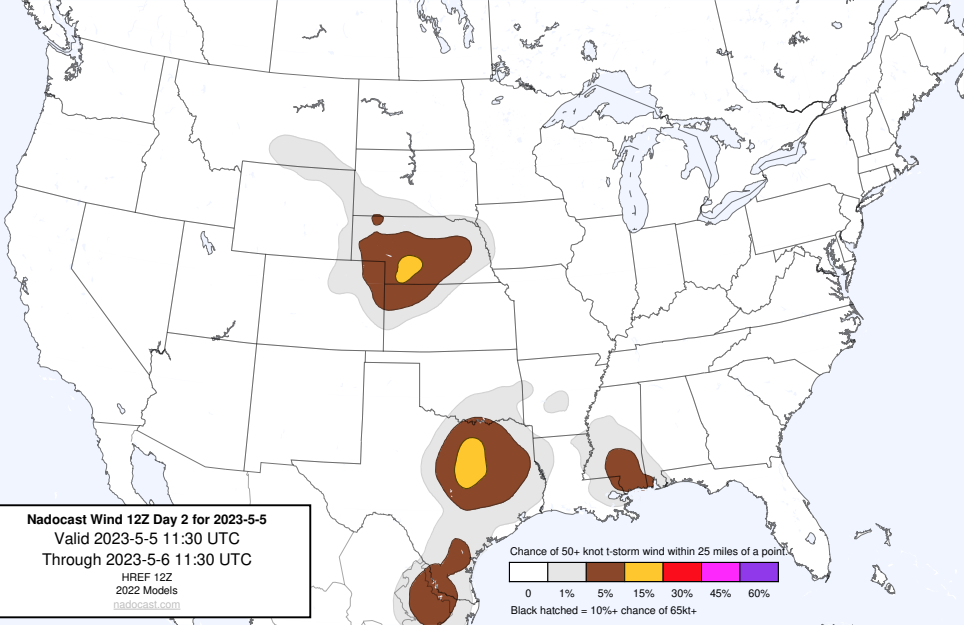 Nadocast Wind 12Z Day 2 for 2023-5-5
Valid 2023-5-5 11:30 UTC
Through 2023-5-6 11:30 UTC
HREF 12Z
2022 Models
nadocast.com
Chance of 50+ knot t-storm wind within 25 miles of a point.
0 1% 5% 15% 30% 45% 60%
Black hatched = 10%+ chance of 65kt+